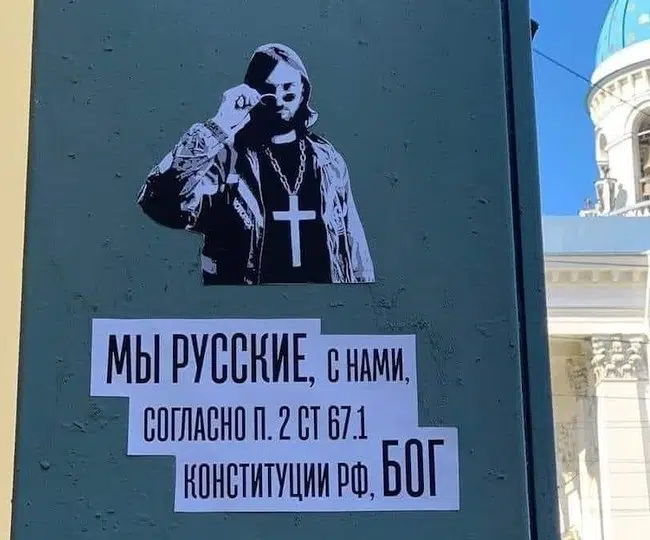 МЫ РУССКИЕ, С НАМИ,
СОГЛАСНО П. 2 СТ 67.1
КОНСТИТУЦИИ РФ, БОГ